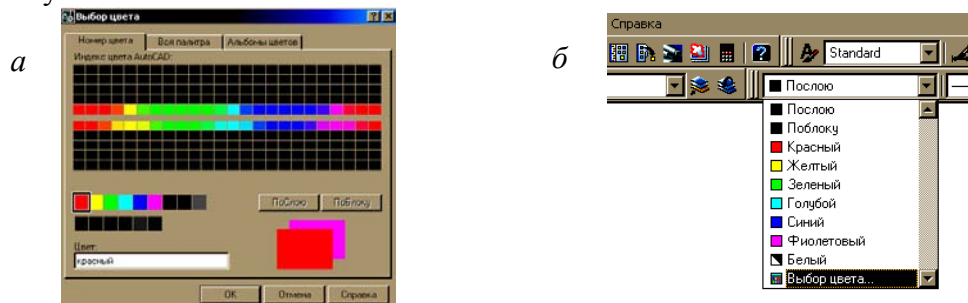 Выбор цвета
Номер цвета Вся палитра Альбомы цветов
Индекс цвета AutoCAD:
ПоСлою ПоБлоку
Цвет:
красный
OK Отмена Справка
а
б
Справка
Standard
Послою
Послою
Поблоку
Красный
Желтый
Зеленый
Голубой
Синий
Фиолетовый
Белый
Выбор цвета...